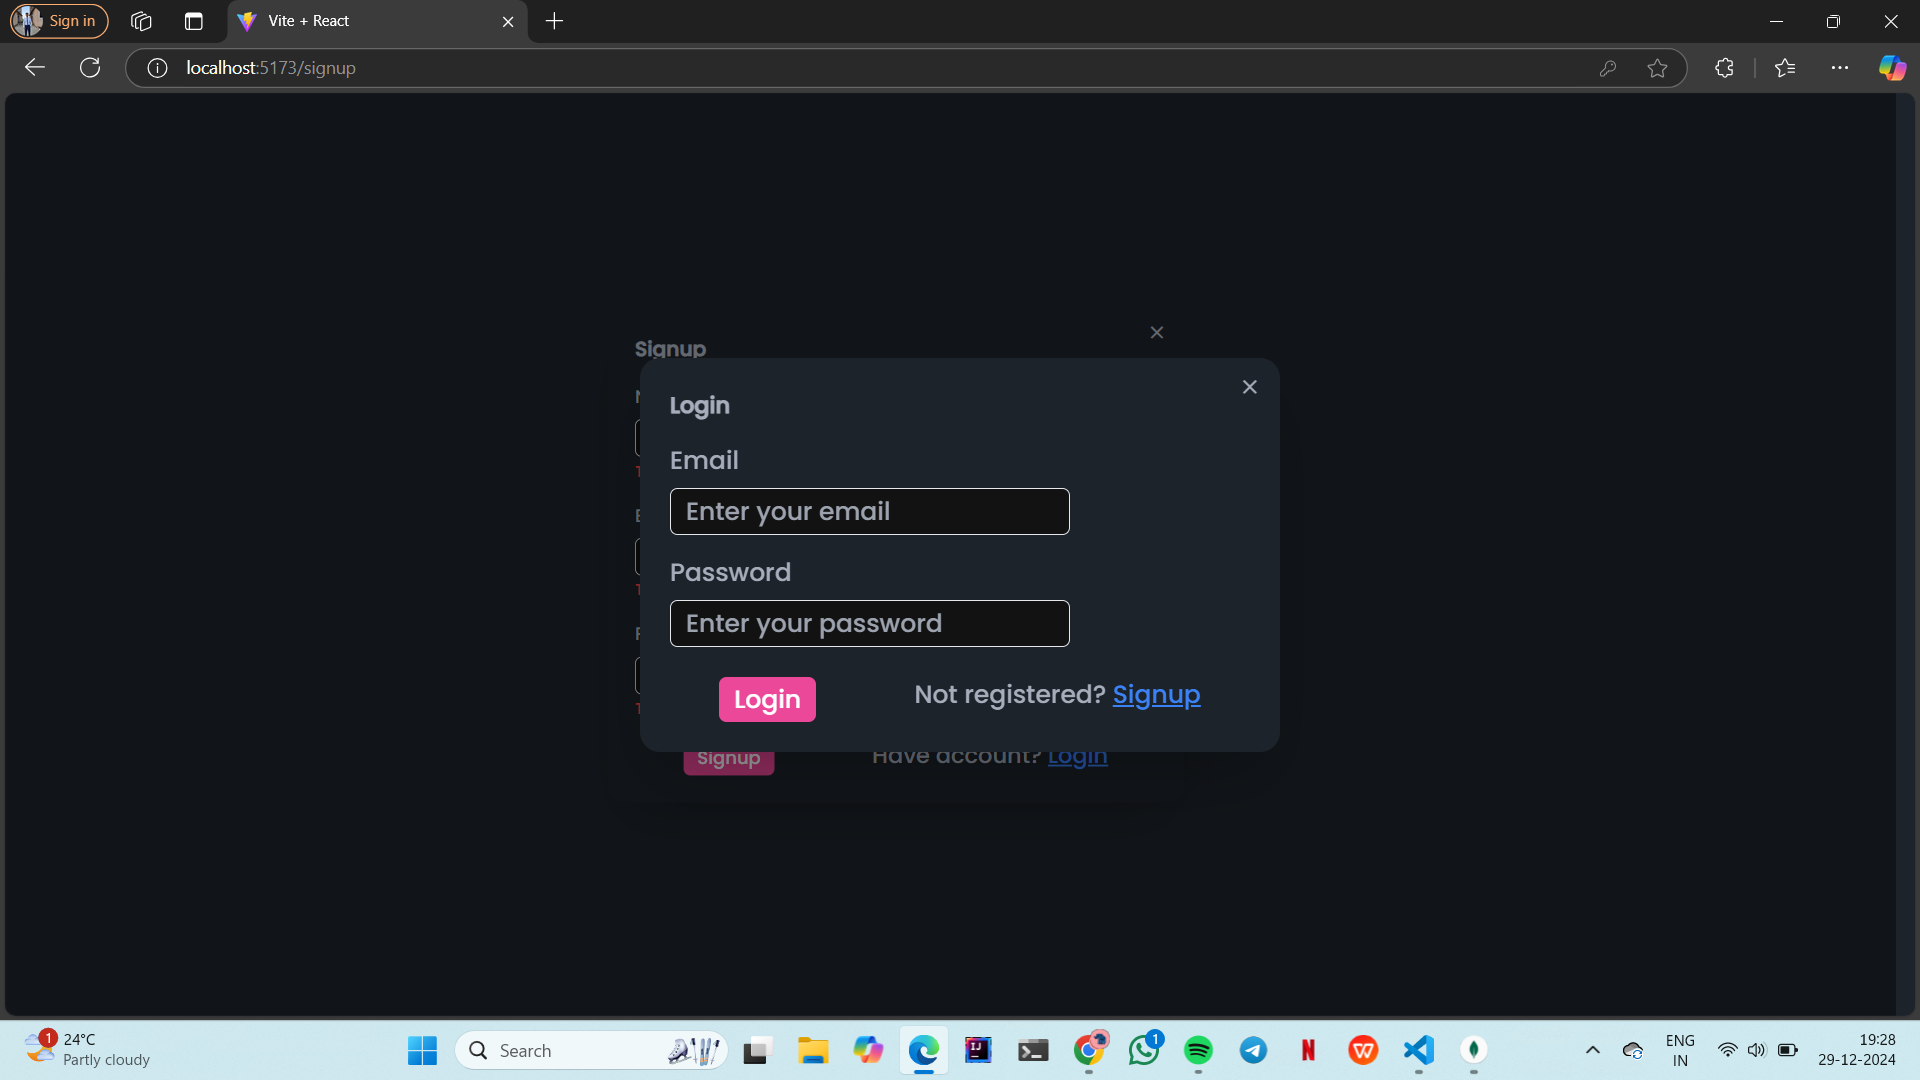 Sign in
Vite + React
localhost:5173/signup
Signup
Login
Email
Enter your email
Password
Enter your password
Login
Not registered? Signup
Signup
Have account? Login
1
24°C
Partly cloudy
Search
1
ENG
IN
19:28
29-12-2024